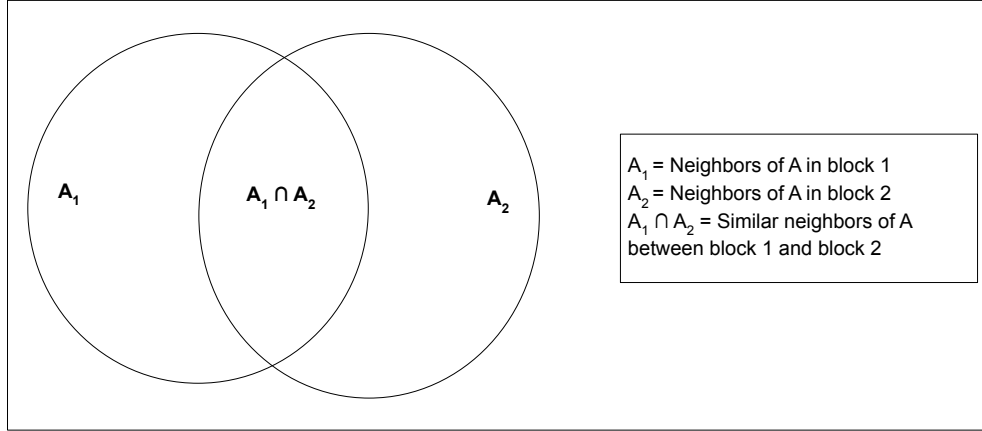 A₁
A₁ ∩ A₂
A₂
A₁ = Neighbors of A in block 1
A₂ = Neighbors of A in block 2
A₁ ∩ A₂ = Similar neighbors of A
between block 1 and block 2